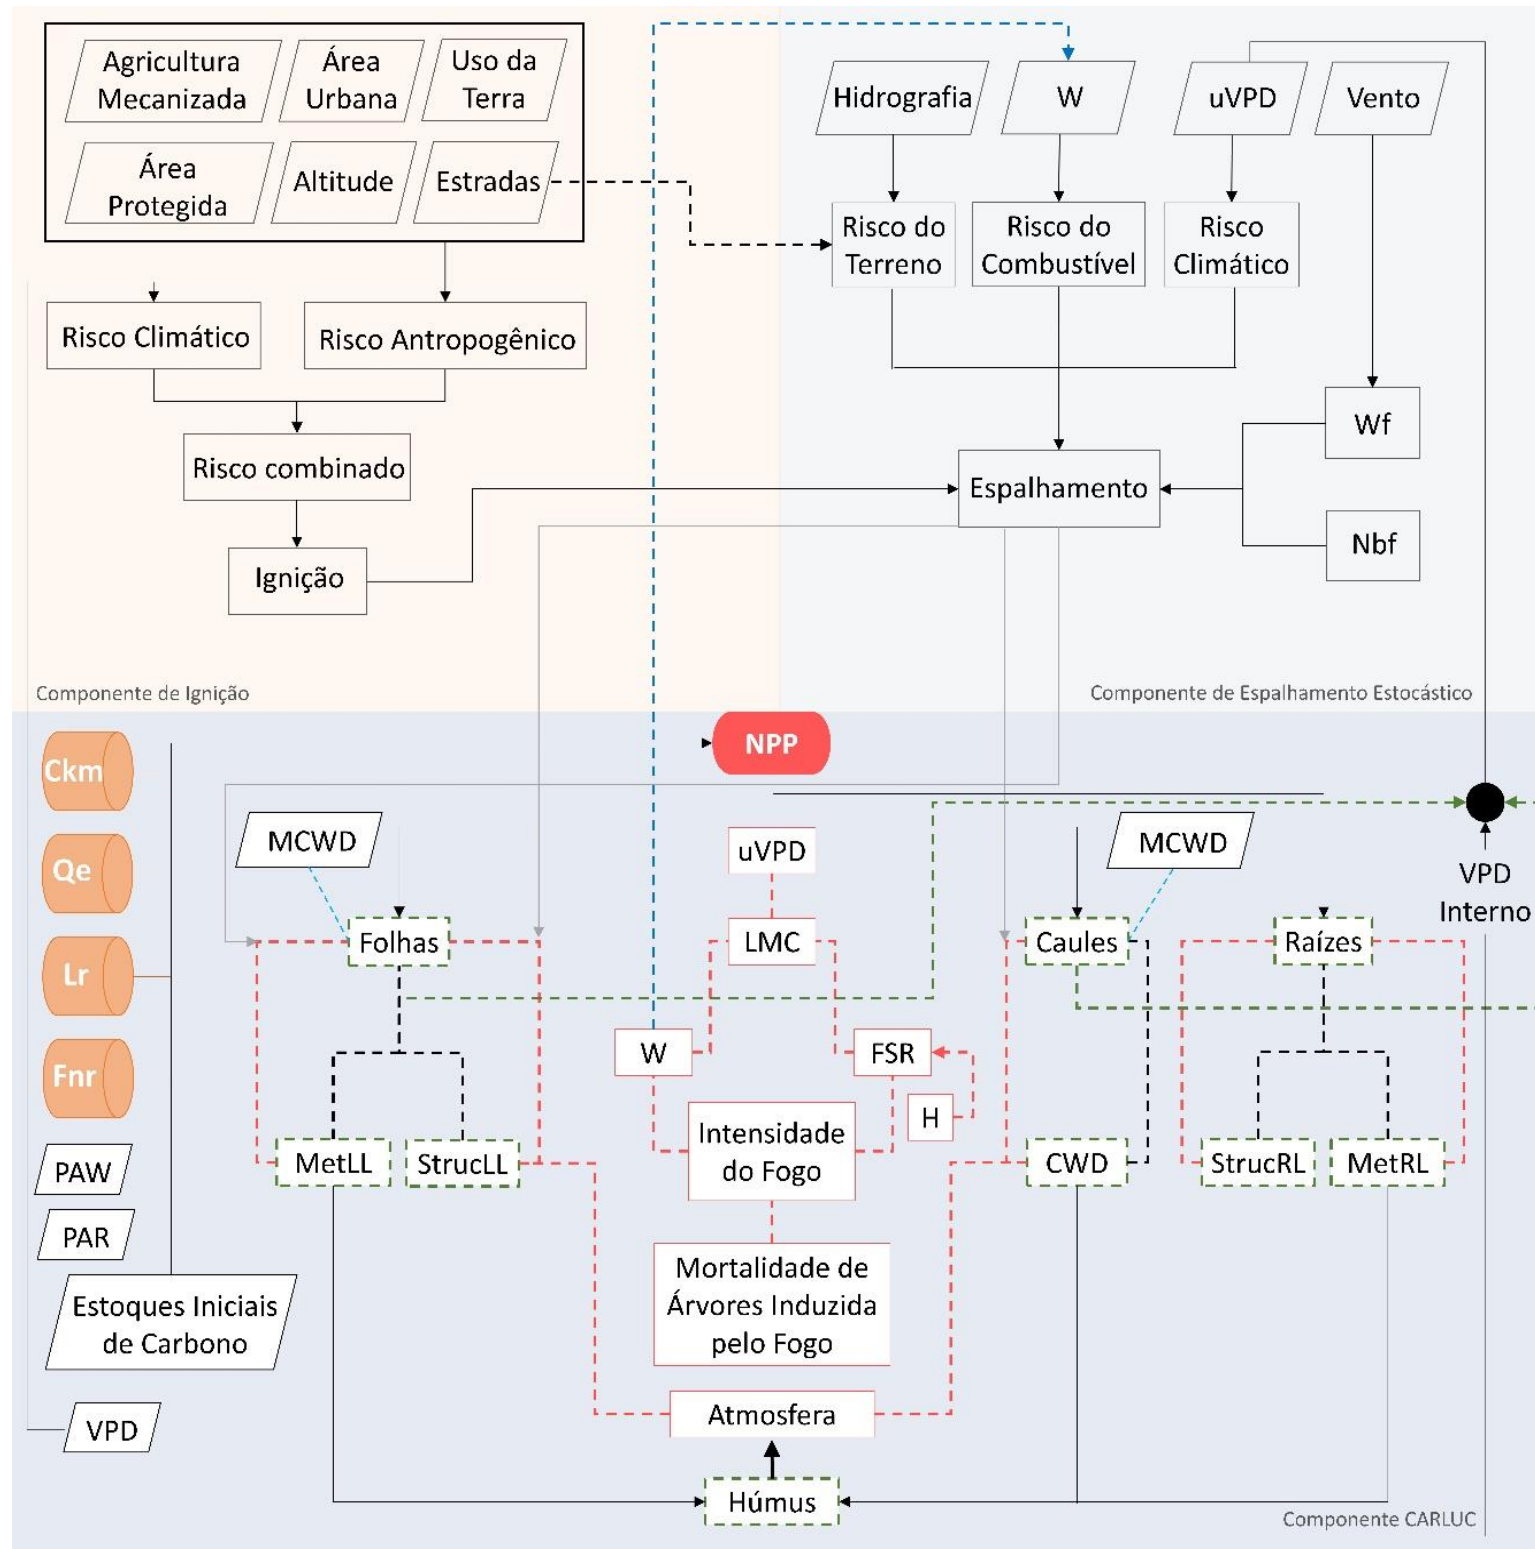 Agricultura
Mecanizada
Área
Urbana
Uso da
Terra
Área
Protegida
Altitude
Estradas
Risco Climático
Risco Antropogênico
Risco combinado
Ignição
Componente de Ignição
Hidrografia
W
uVPD
Vento
Risco do
Terreno
Risco do
Combustível
Risco
Climático
Wf
Espalhamento
Nbf
Componente de Espalhamento Estocástico
Ckm
Qe
Lr
Fnr
PAW
PAR
Estoques Iniciais
de Carbono
VPD
NPP
MCWD
Folhas
MetLL
StrucLL
uVPD
LMC
W
FSR
H
Intensidade
do Fogo
Mortalidade de
Árvores Induzida
pelo Fogo
Atmosfera
Húmus
MCWD
Caules
CWD
Raízes
StrucRL
MetRL
VPD
Interno
Componente CARLUC